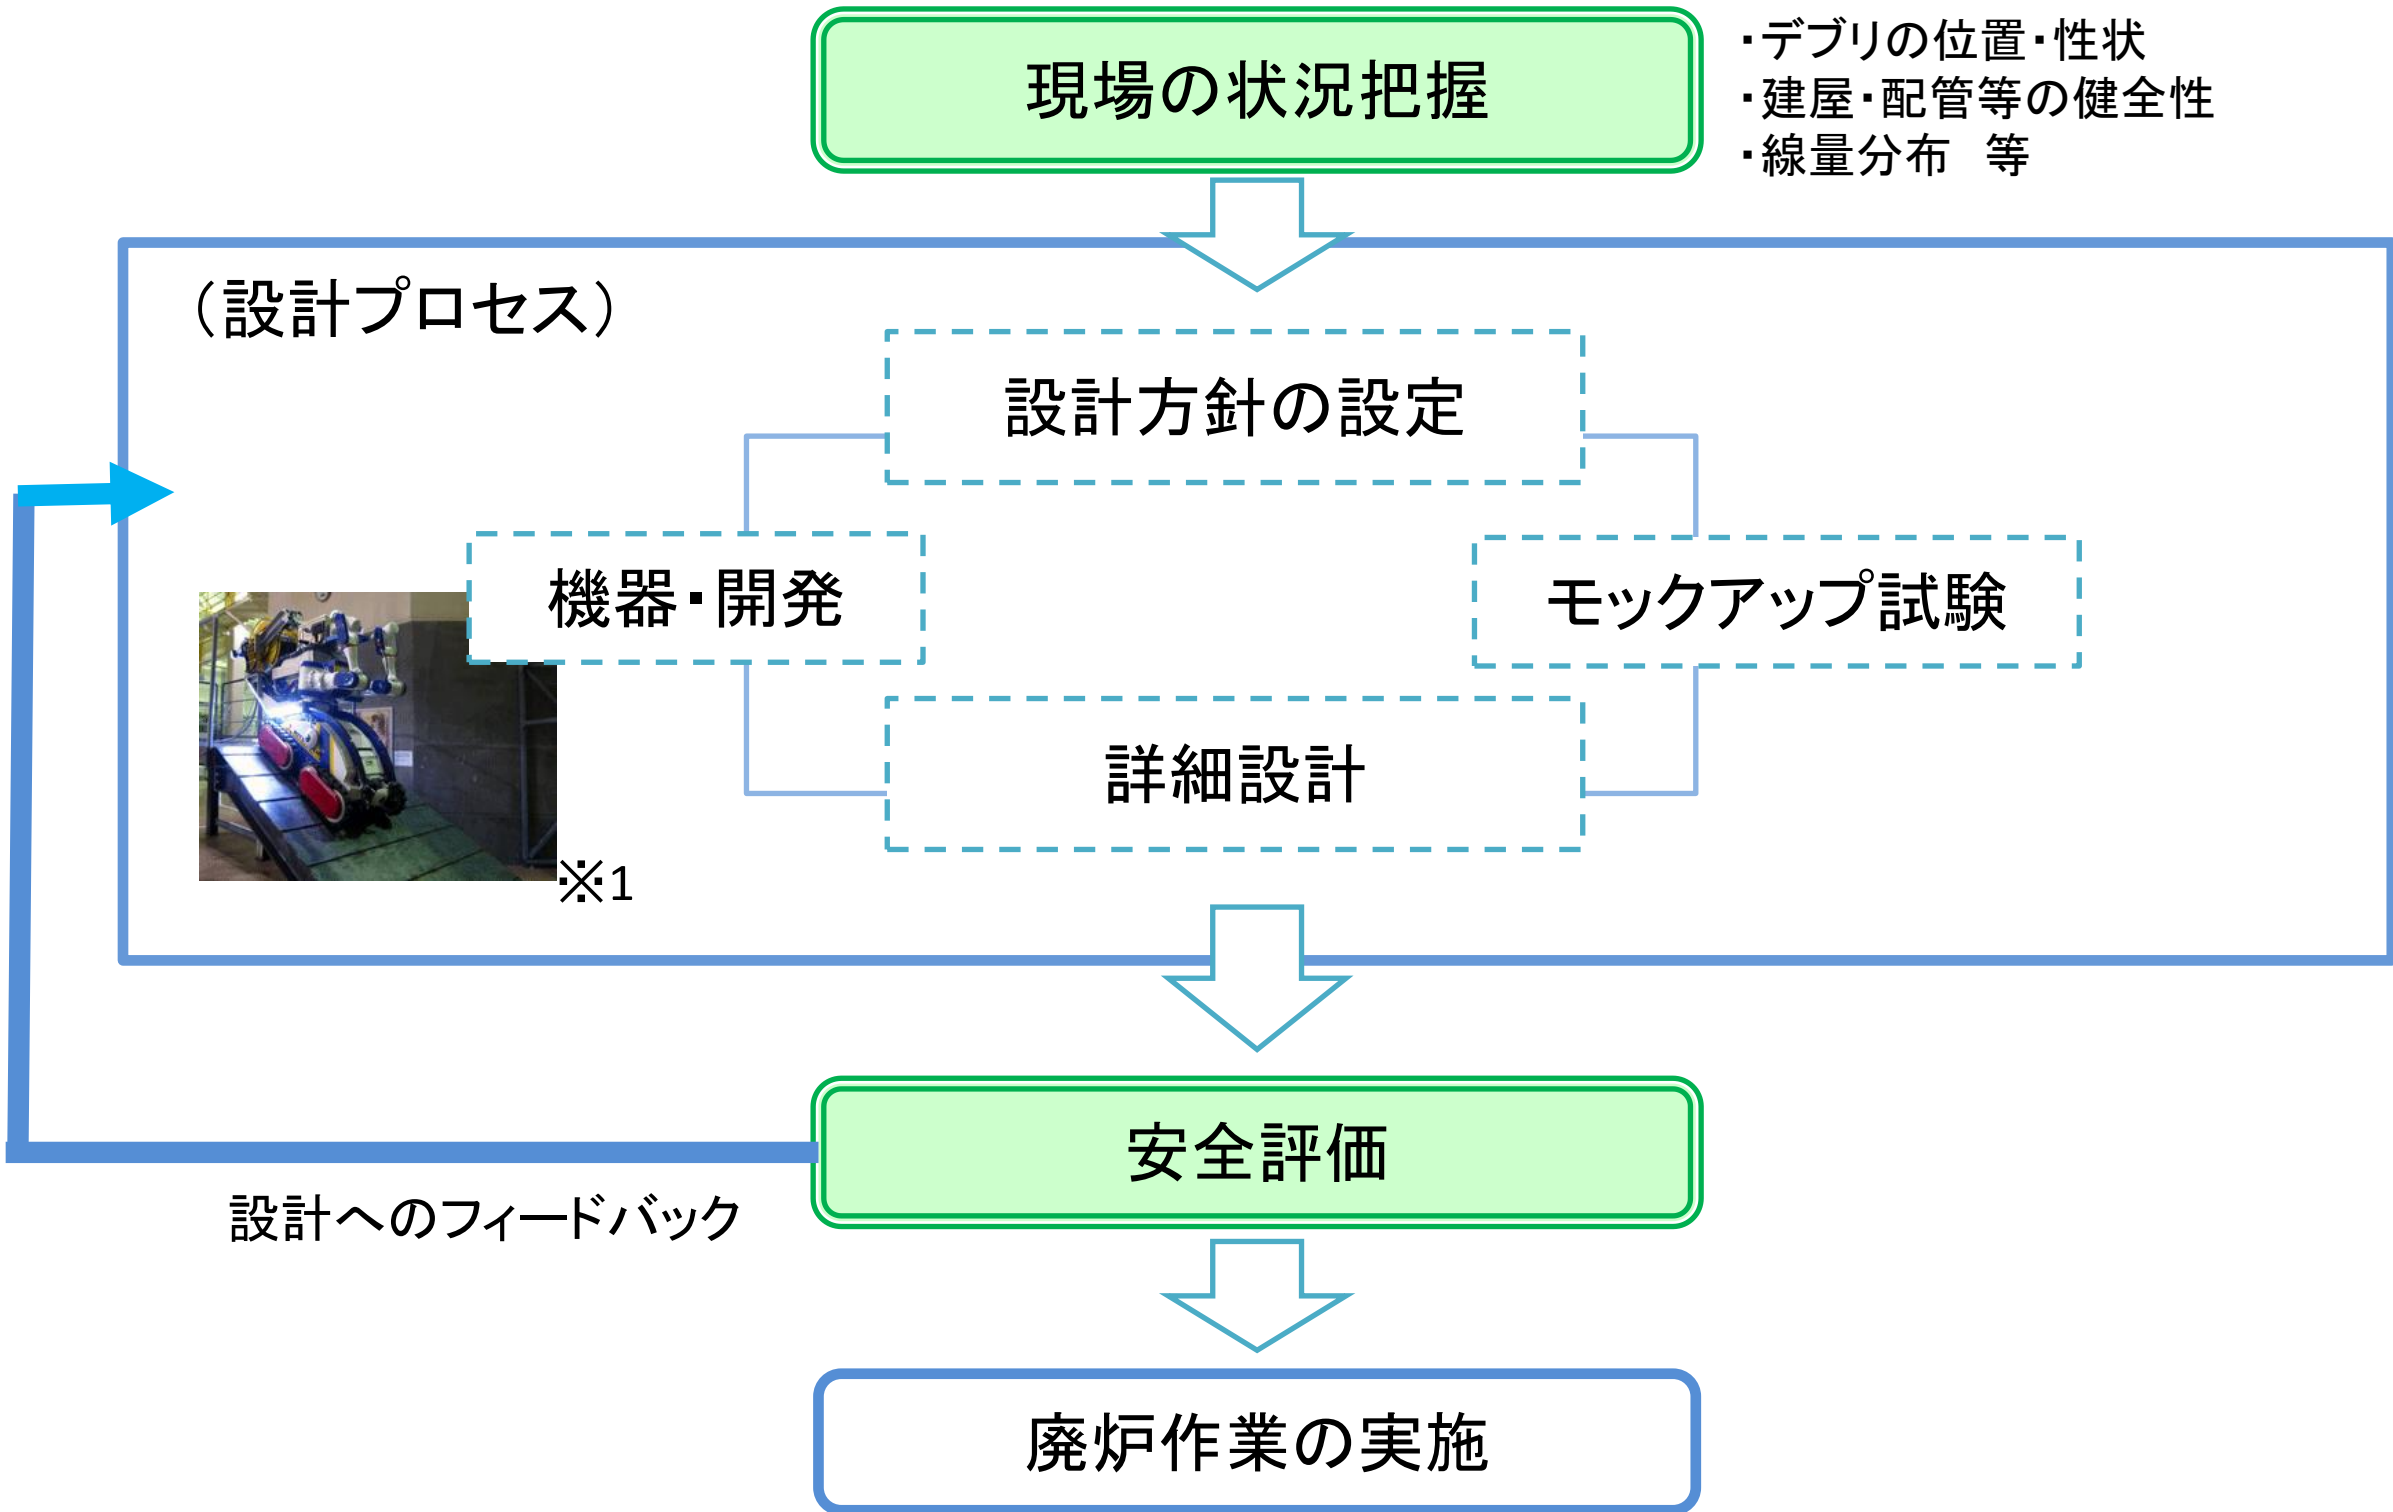 現場の状況把握
・デブリの位置・性状
・建屋・配管等の健全性
・線量分布　等
（設計プロセス）
設計方針の設定
機器・開発
モックアップ試験
詳細設計
※1
安全評価
設計へのフィードバック
廃炉作業の実施